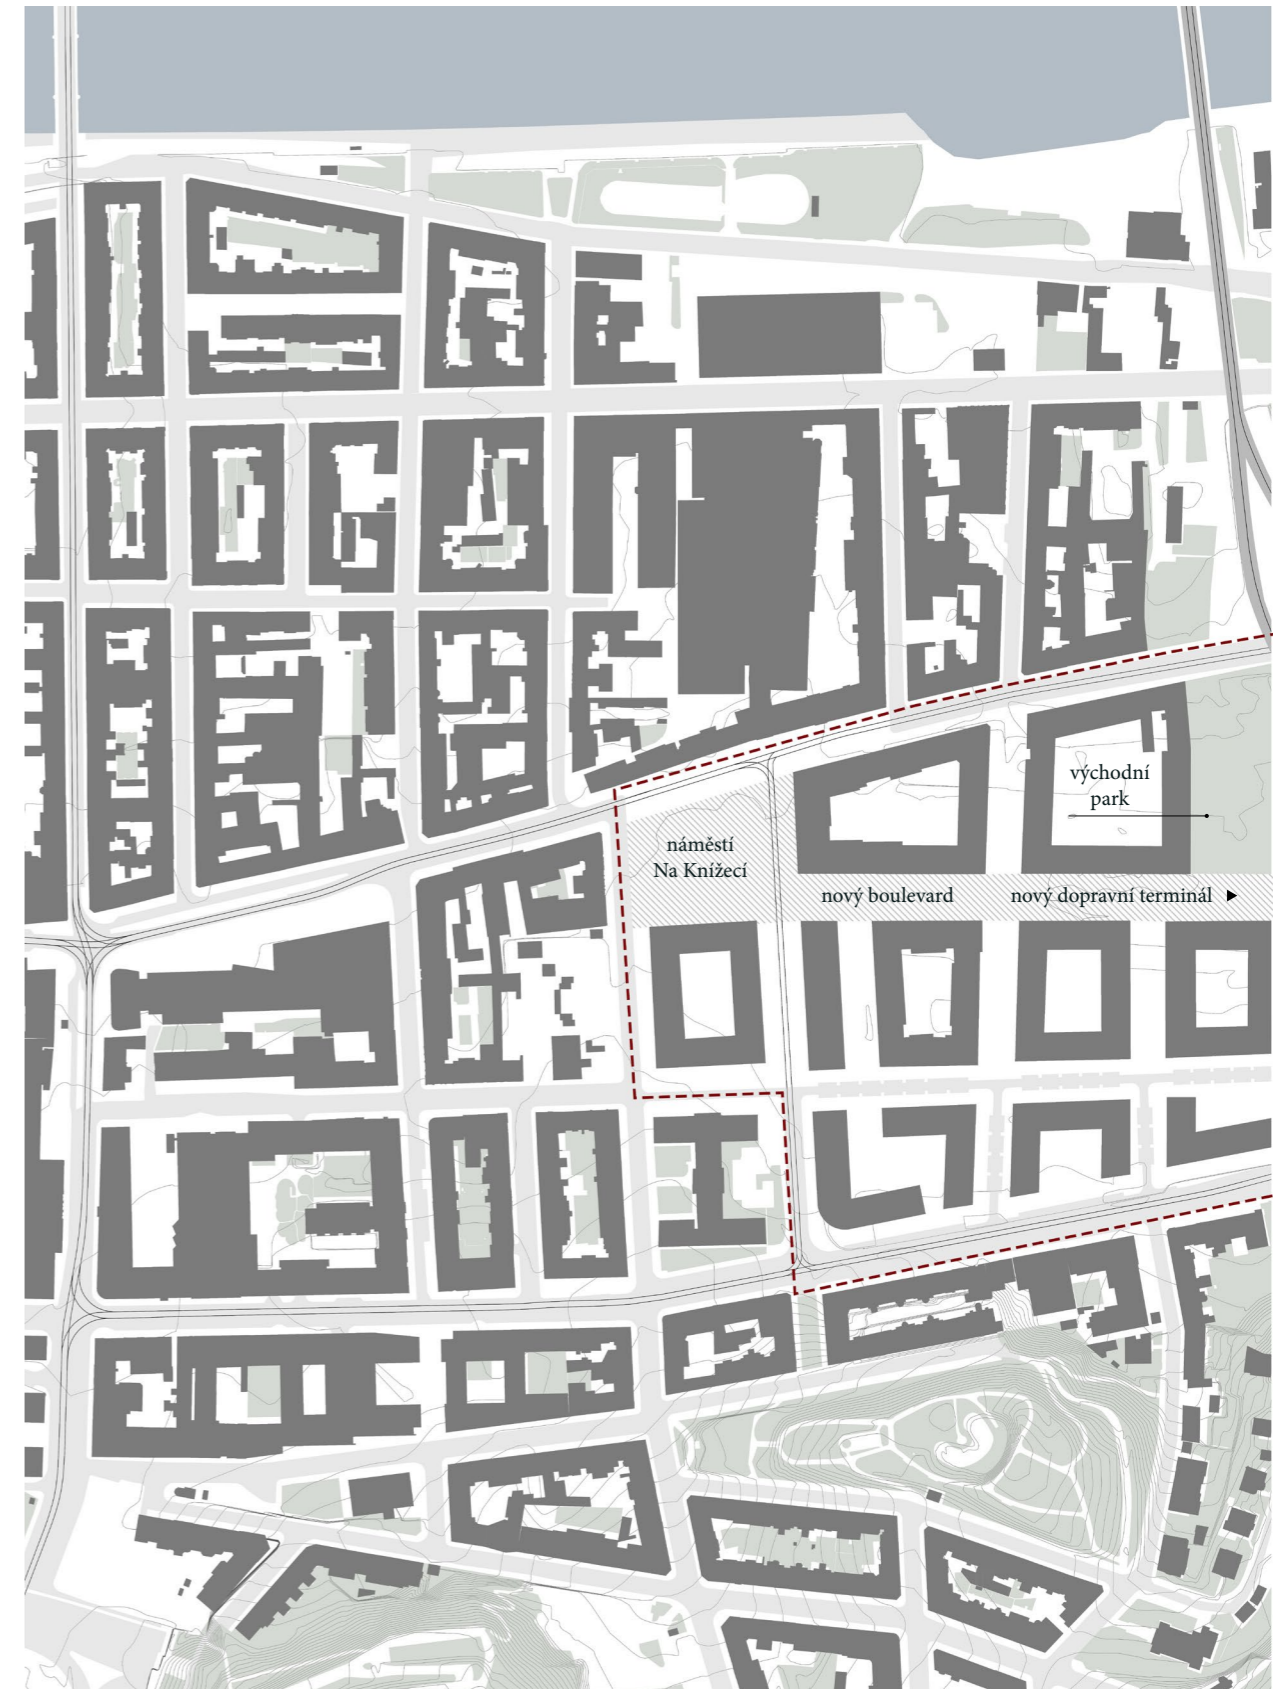 východní
park
náměstí
Na Knížecí
nový boulevard
nový dopravní terminál